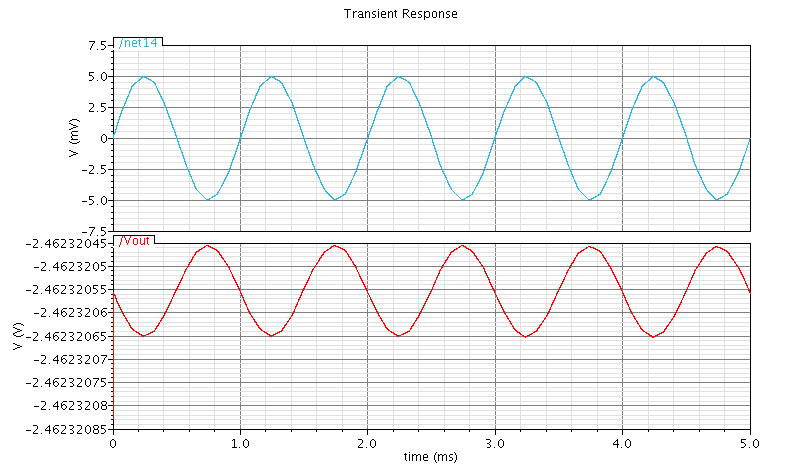 Transient Response
/net14
7.5
5.0
2.5
0
-2.5
-5.0
-7.5
V (mV)
/Vout
-2.46232045
-2.4623205
-2.46232055
-2.4623206
-2.46232065
-2.4623207
-2.46232075
-2.4623208
-2.46232085
V (V)
0 1.0 2.0 3.0 4.0 5.0
time (ms)